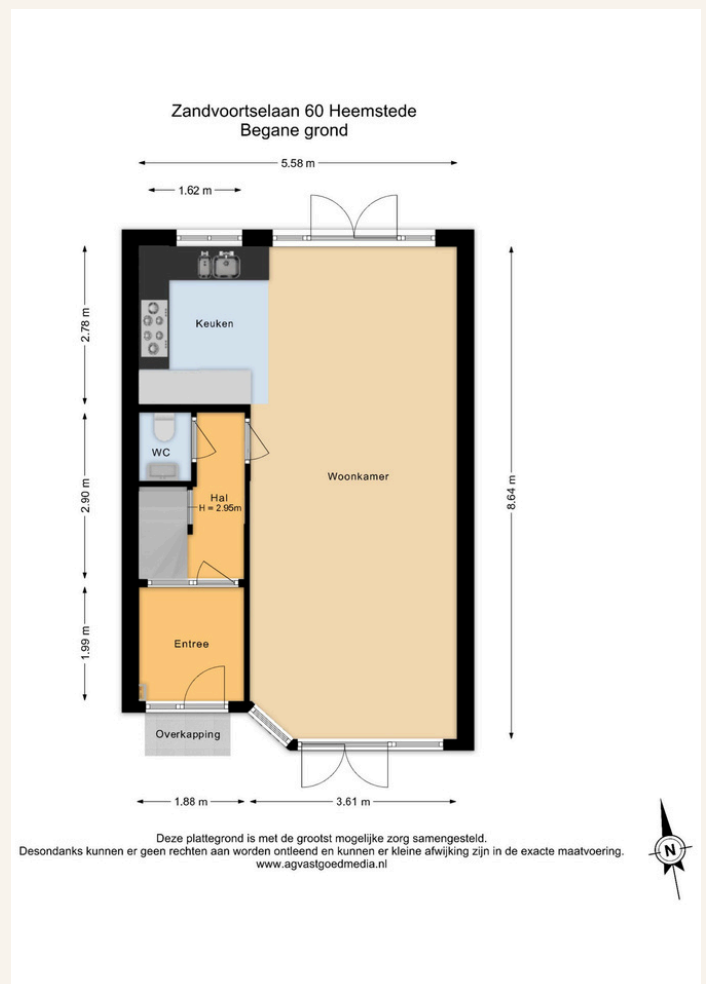 Zandvoortselaan 60 Heemstede
Begane grond
5.58 m
1.62 m
2.78 m
Keuken
WC
2.90 m
Hal
H = 2.95m
Woonkamer
8.64 m
1.99 m
Entree
Overkapping
1.88 m
3.61 m
Deze plattegrond is met de grootst mogelijke zorg samengesteld.
Desondanks kunnen er geen rechten aan worden ontleend en kunnen er kleine afwijking zijn in de exacte maatvoering.
www.agvastgoedmedia.nl
N